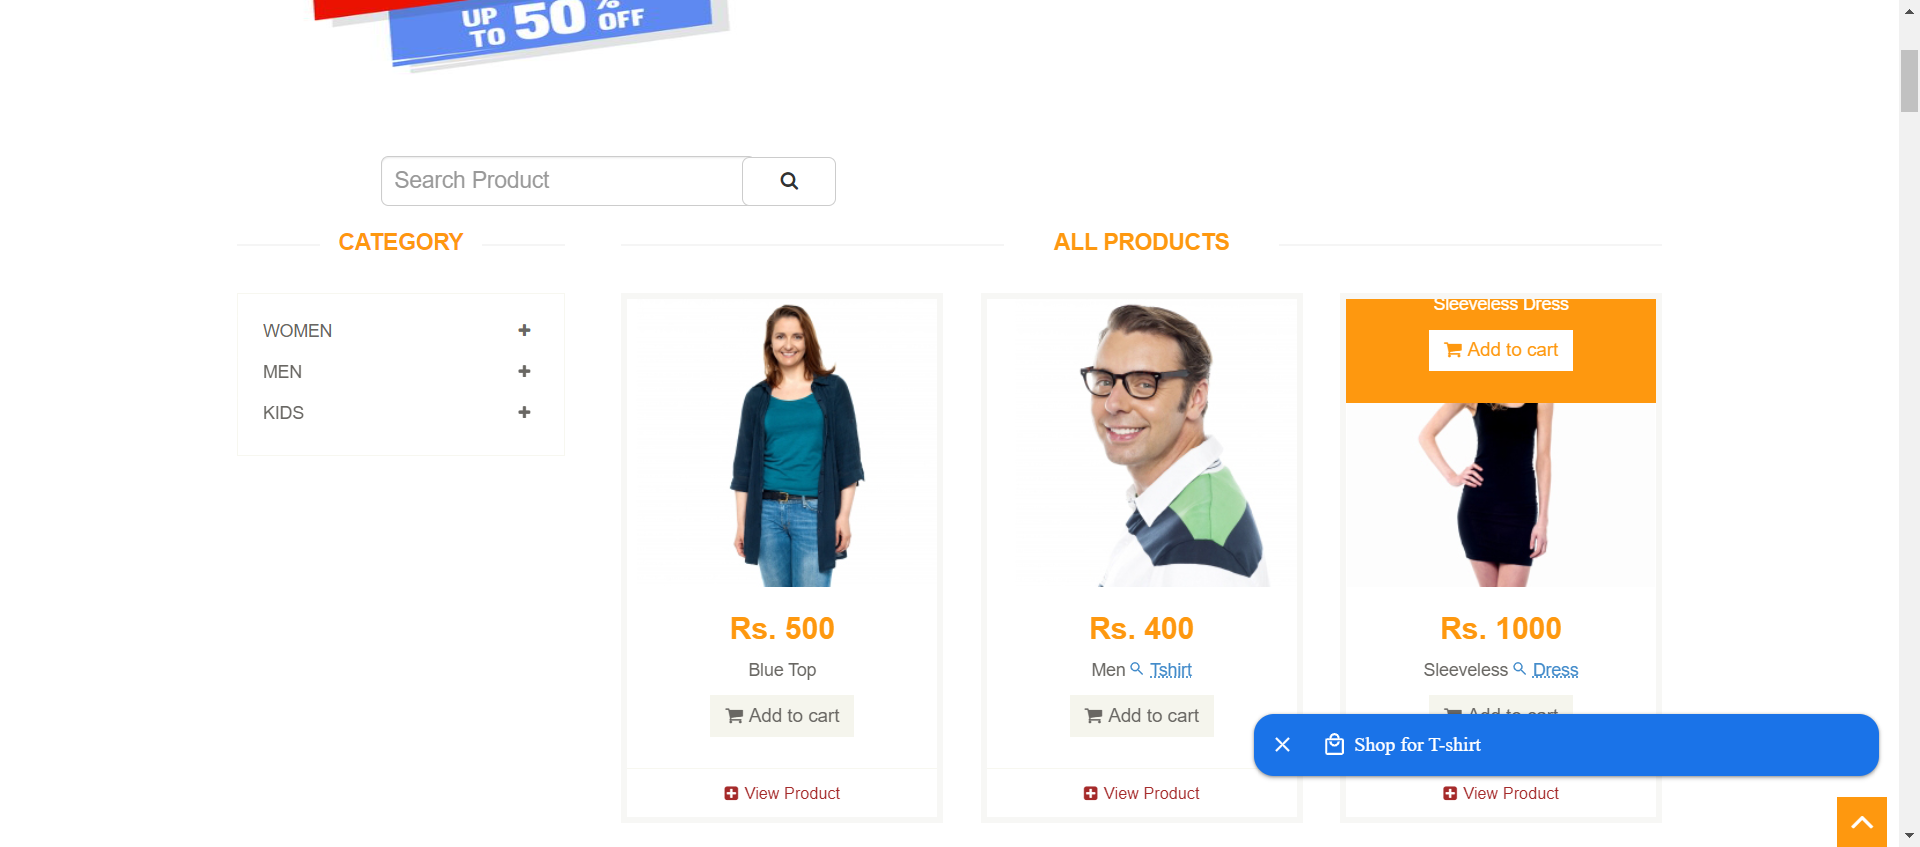 UP
TO 50% OFF
Search Product
CATEGORY
ALL PRODUCTS
WOMEN
MEN
KIDS
Sleeveless Dress
Add to cart
Rs. 500
Blue Top
Add to cart
View Product
Rs. 400
Men Tshirt
Add to cart
View Product
Rs. 1000
Sleeveless Dress
Add to cart
View Product
Shop for T-shirt